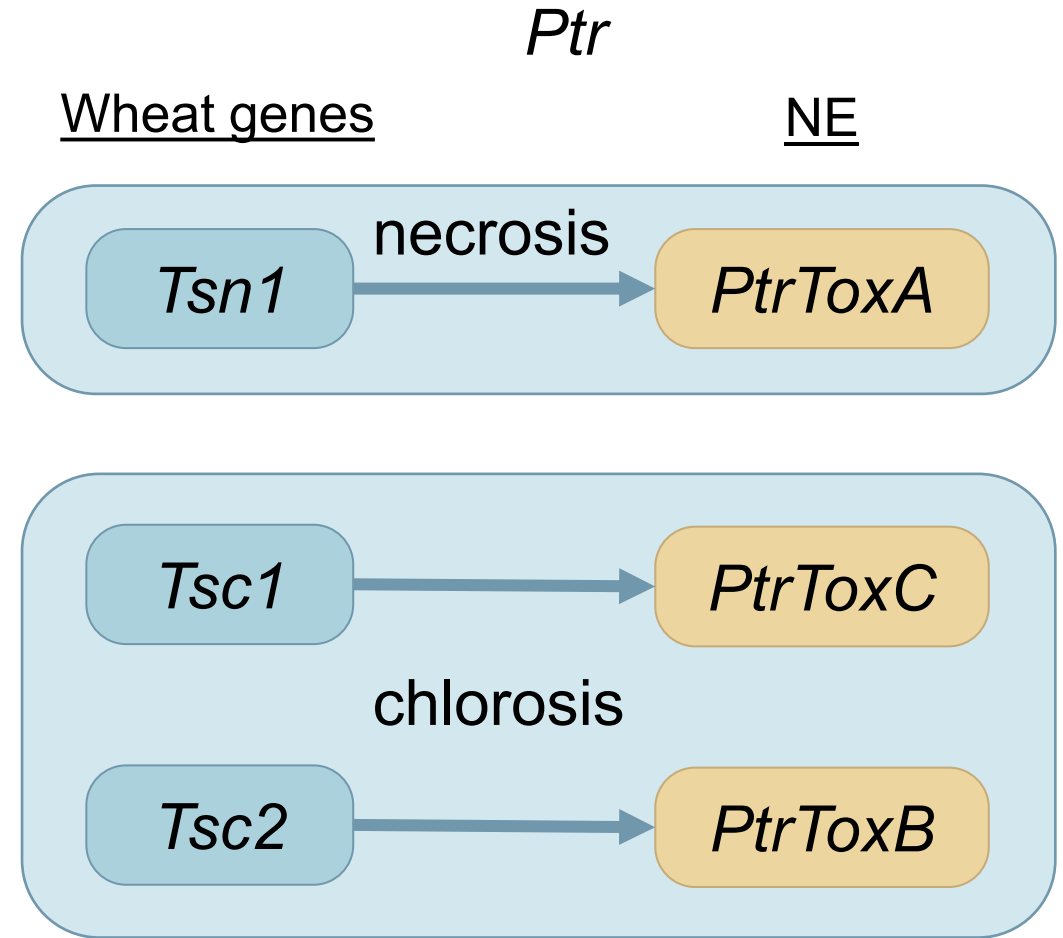 Ptr
Wheat genes
NE
necrosis
Tsn1
PtrToxA
Tsc1
PtrToxC
chlorosis
Tsc2
PtrToxB